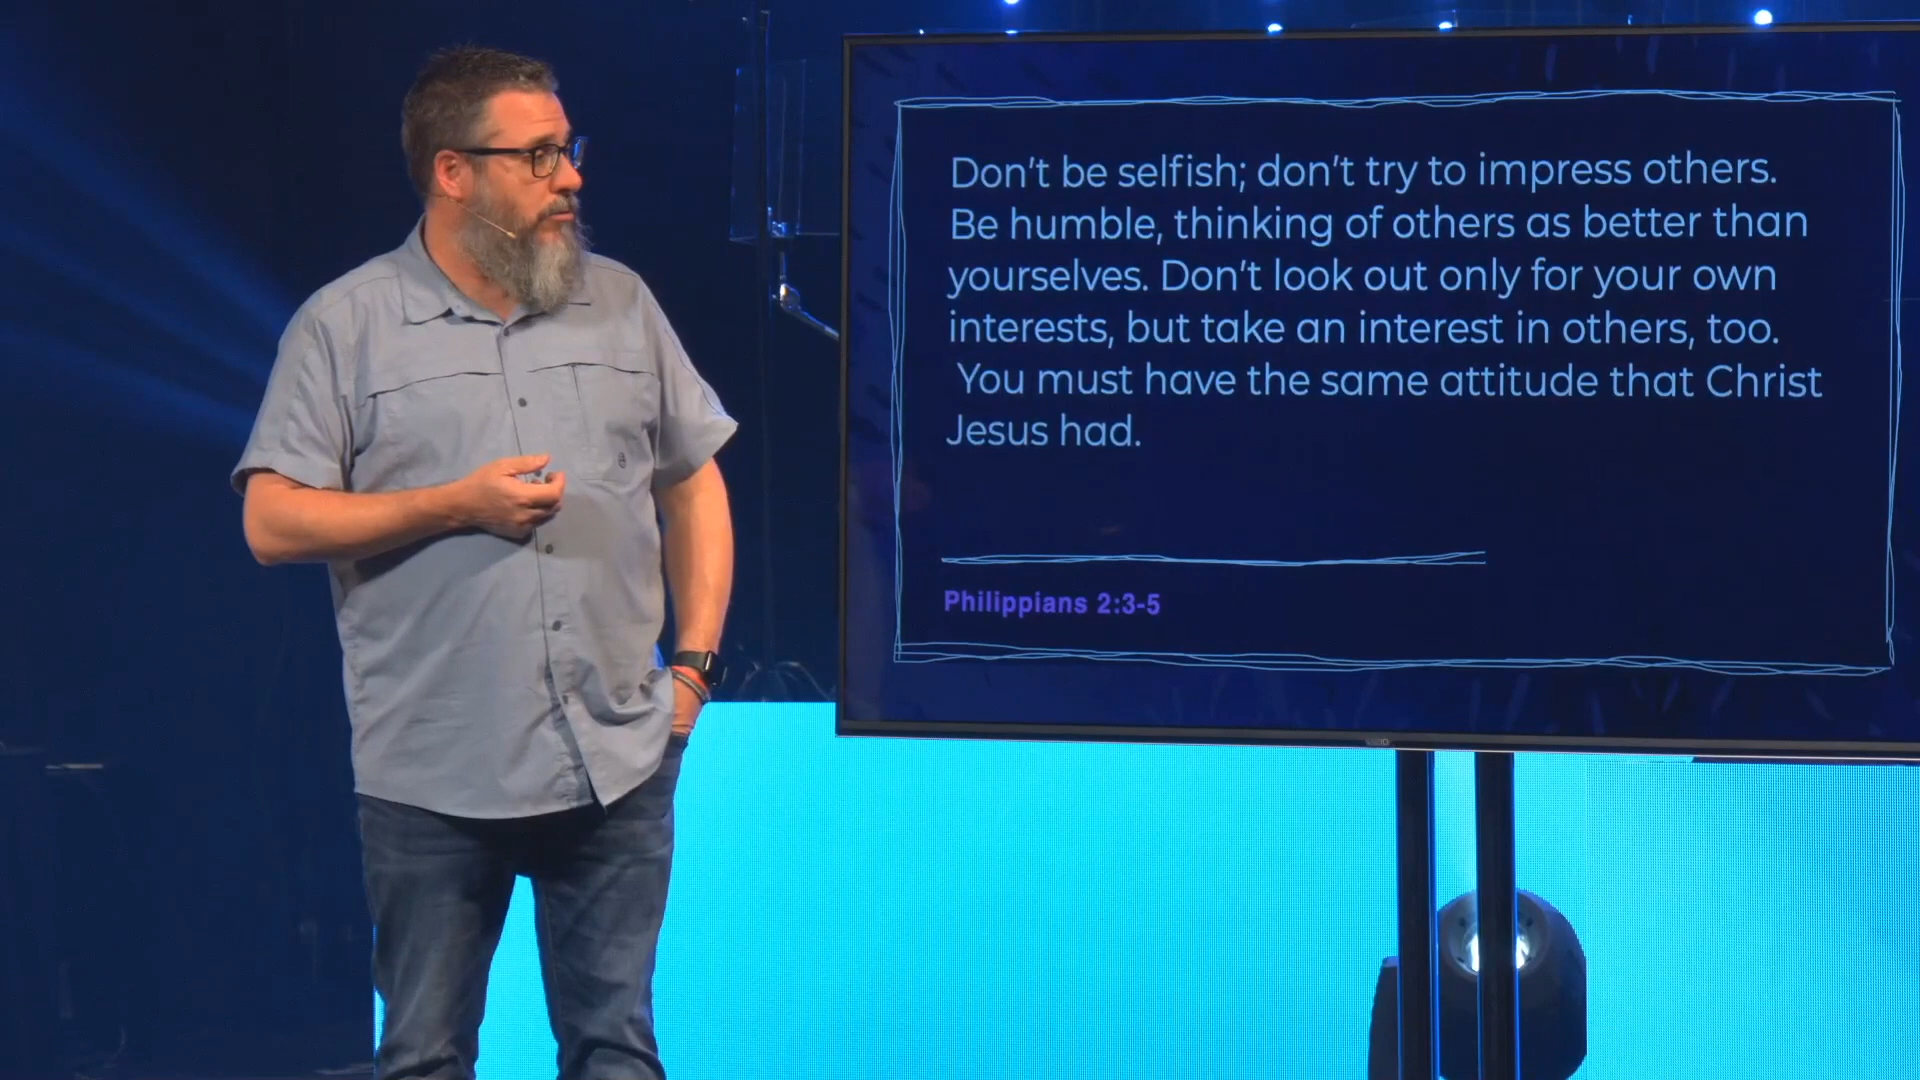 Don't be selfish; don't try to impress others.
Be humble, thinking of others as better than
yourselves. Don't look out only for your own
interests, but take an interest in others, too.
You must have the same attitude that Christ
Jesus had.
Philippians 2:3-5
VIZIO